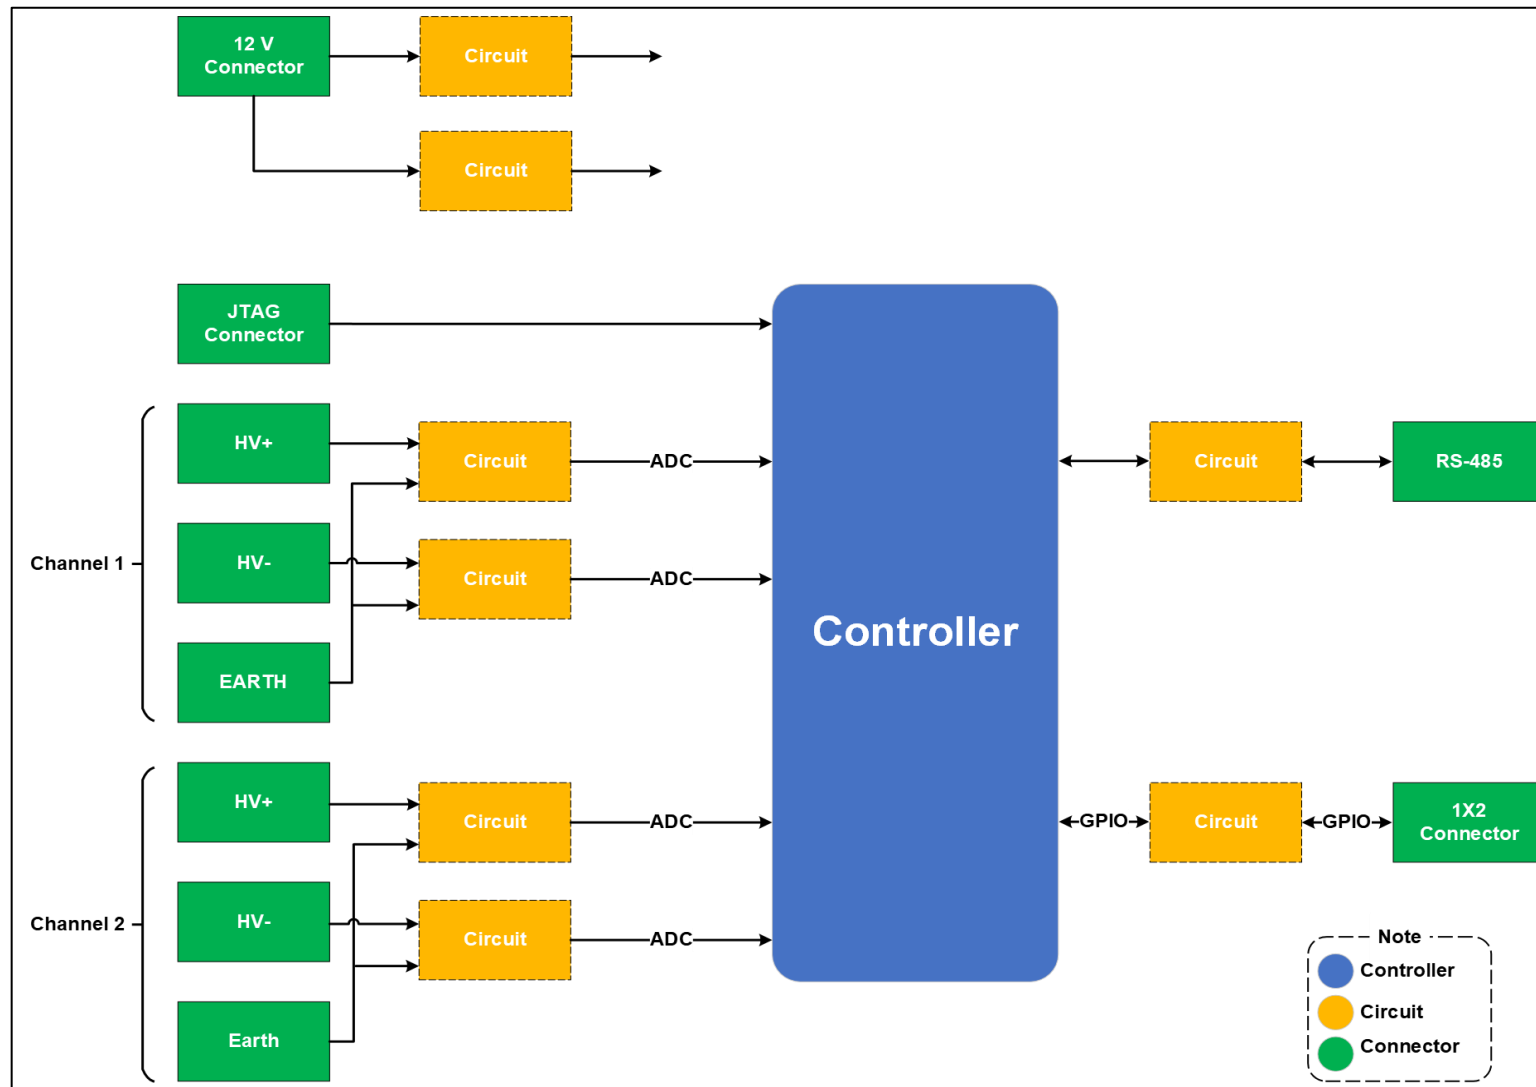 12 V
Connector
Circuit
Circuit
JTAG
Connector
Channel 1
HV+
HV-
EARTH
Circuit
ADC
Circuit
ADC
Controller
Circuit
RS-485
Channel 2
HV+
HV-
Earth
Circuit
ADC
Circuit
ADC
GPIO
Circuit
GPIO
1X2
Connector
Note
Controller
Circuit
Connector